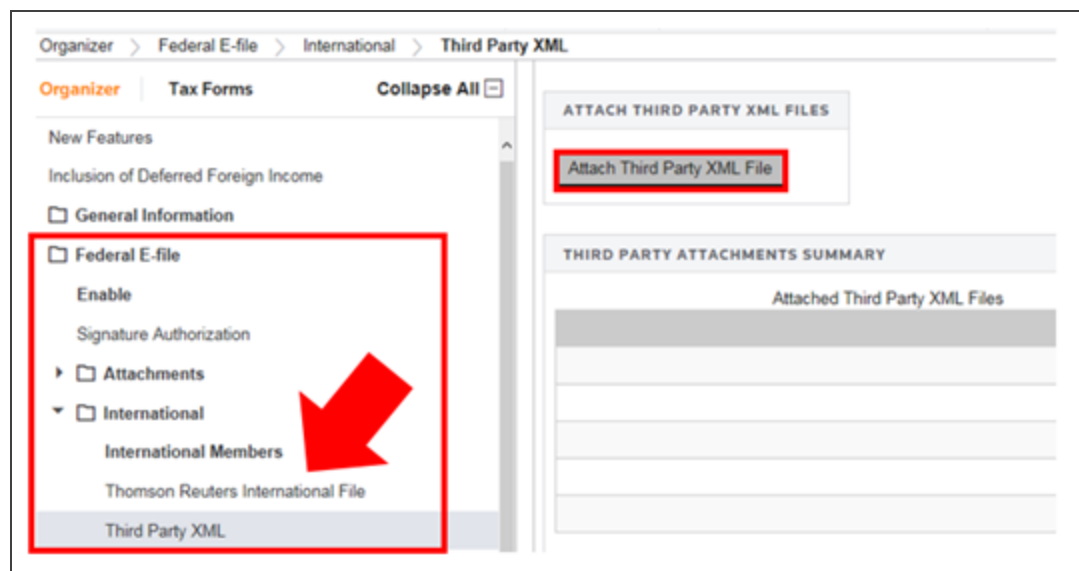 Organizer > Federal E-file > International > Third Party XML
Organizer Tax Forms Collapse All
New Features
Inclusion of Deferred Foreign Income
General Information
Federal E-file
Enable
Signature Authorization
Attachments
International
International Members
Thomson Reuters International File
Third Party XML
ATTACH THIRD PARTY XML FILES
Attach Third Party XML File
THIRD PARTY ATTACHMENTS SUMMARY
Attached Third Party XML Files